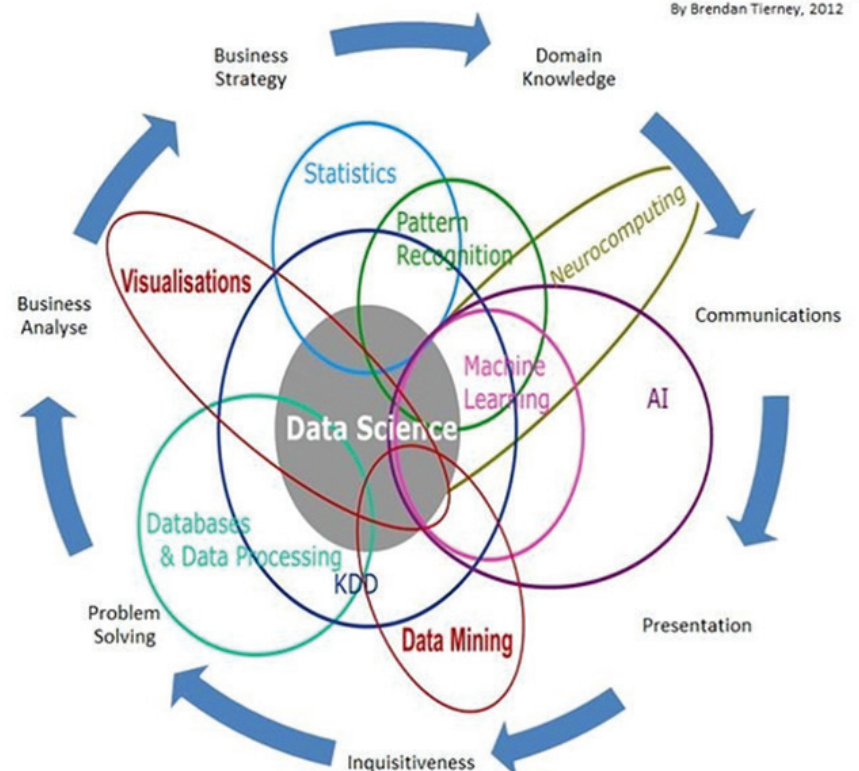 By Brendan Tierney, 2012
Business
Strategy
Domain
Knowledge
Statistics
Pattern
Recognition
Neurocomputing
Visualisations
Business
Analyse
Communications
Machine
Learning
AI
Data Science
Databases
& Data Processing
KDD
Problem
Solving
Presentation
Data Mining
Inquisitiveness